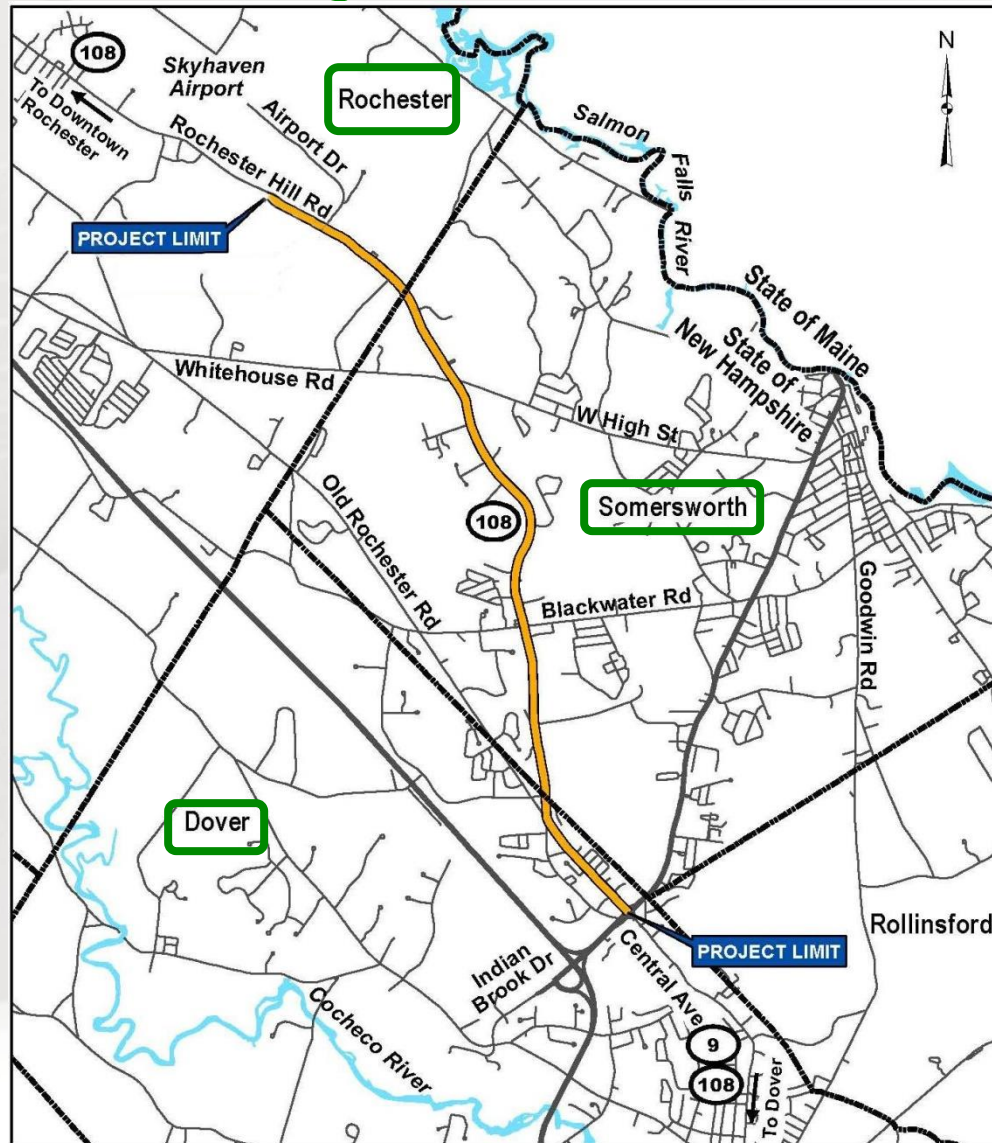 108
Skyhaven
Airport
To Downtown
Rochester
Rochester
Airport Dr
Rochester Hill Rd
N
Salmon
Falls
River
PROJECT LIMIT
State of Maine
State of
New Hampshire
Whitehouse Rd
W High St
Old Rochester Rd
108
Somersworth
Blackwater Rd
Goodwin Rd
Dover
Rollinsford
PROJECT LIMIT
Indian
Brook Dr
Central Ave
Cocheco River
9
108
To Dover